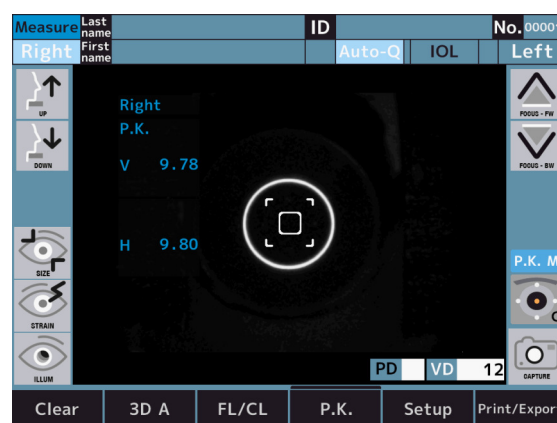 Measure Last name ID No. 0000
Right First name Auto-Q IOL Left
UP
FOCUS - FW
Right
P.K.
DOWN
FOCUS - BW
V 9.78
H 9.80
P.K. M
SIZE
STRAIN
ILLUM
PD VD 12
CAPTURE
Clear 3D A FL/CL P.K. Setup Print/Expor